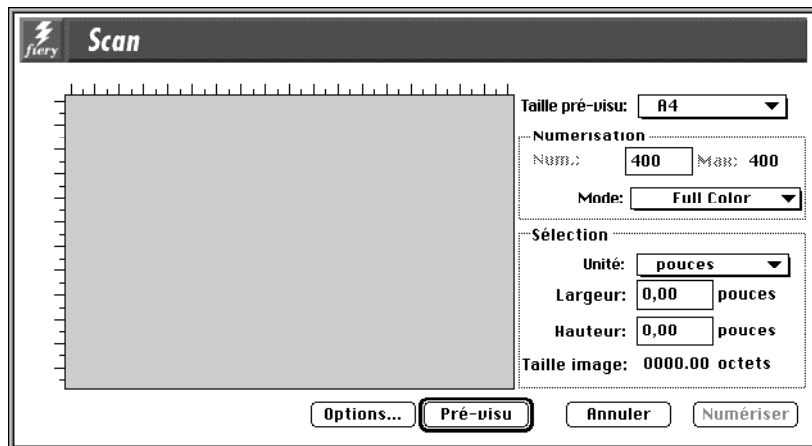 fiery
Scan
Taille pré-visu: A4
Numerisation
Num.: 400 Max: 400
Mode: Full Color
Sélection
Unité: pouces
Largeur: 0,00 pouces
Hauteur: 0,00 pouces
Taille image: 0000.00 octets
Options... Pré-visu Annuler Numériser